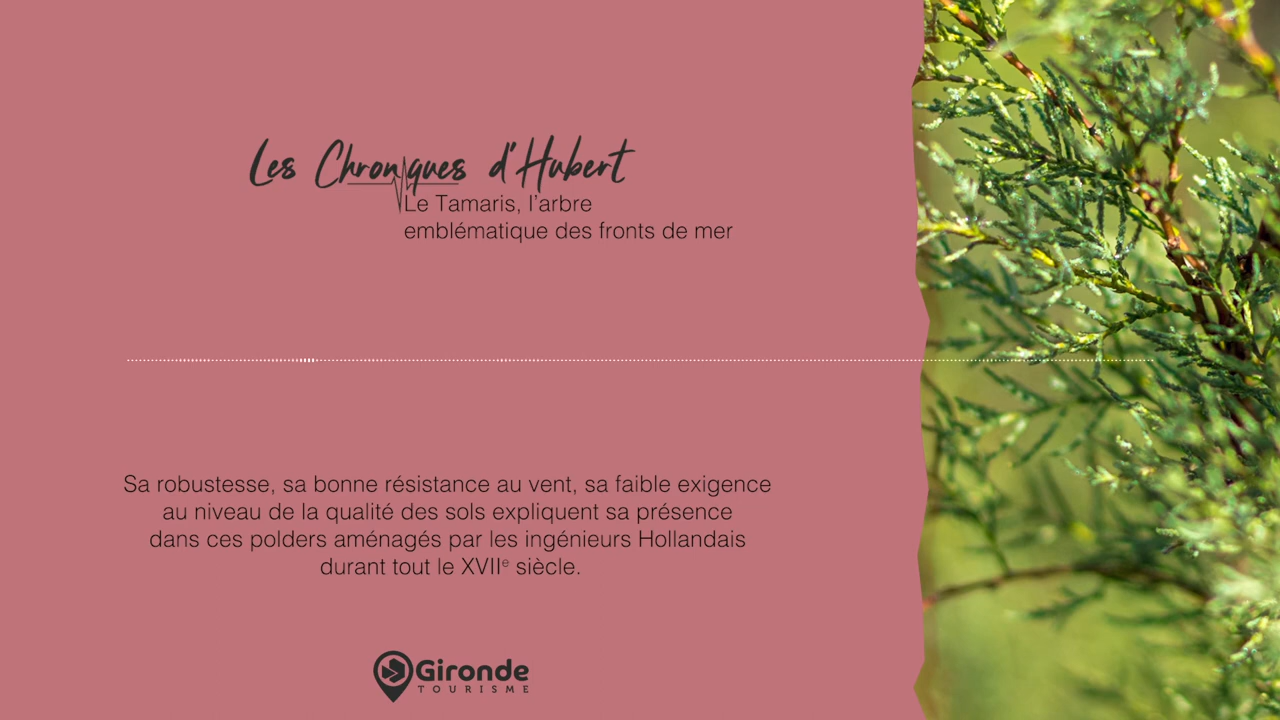 Les Chroniques d'Hubert
Le Tamaris, l'arbre
emblématique des fronts de mer
Sa robustesse, sa bonne résistance au vent, sa faible exigence
au niveau de la qualité des sols expliquent sa présence
dans ces polders aménagés par les ingénieurs Hollandais
durant tout le XVIIᵉ siècle.
Gironde
TOURISME